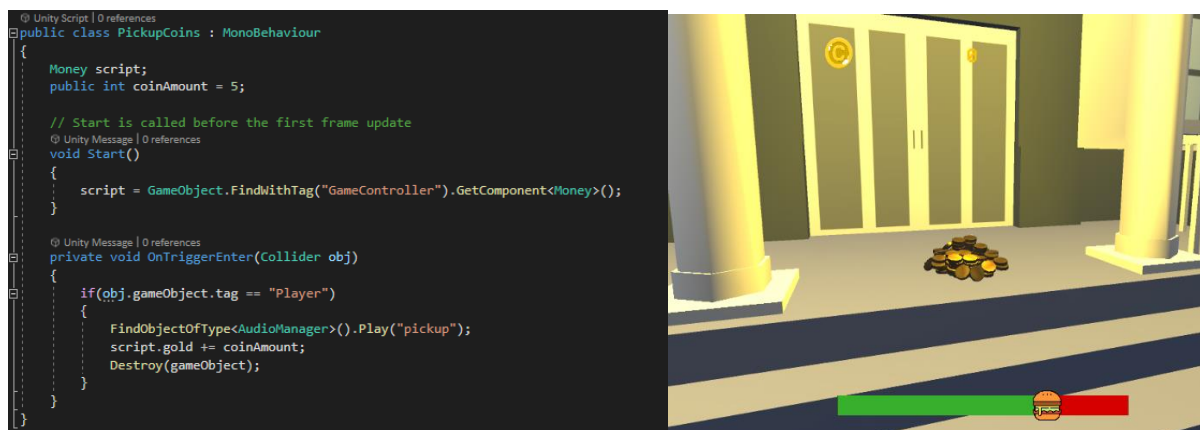 Unity Script | 0 references
public class PickupCoins : MonoBehaviour
{
Money script;
public int coinAmount = 5;
// Start is called before the first frame update
Unity Message | 0 references
void Start()
{
script = GameObject.FindWithTag("GameController").GetComponent<Money>();
}
Unity Message | 0 references
private void OnTriggerEnter(Collider obj)
{
if(obj.gameObject.tag == "Player")
{
FindObjectOfType<AudioManager>().Play("pickup");
script.gold += coinAmount;
Destroy(gameObject);
}
}
}
C